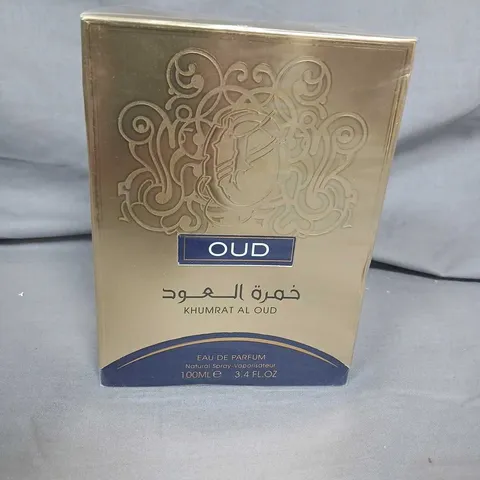 OUD
خمرة العود
KHUMRAT AL OUD
EAU DE PARFUM
Natural Spray Vaporisateur
100ML℮ 3.4 FL.OZ